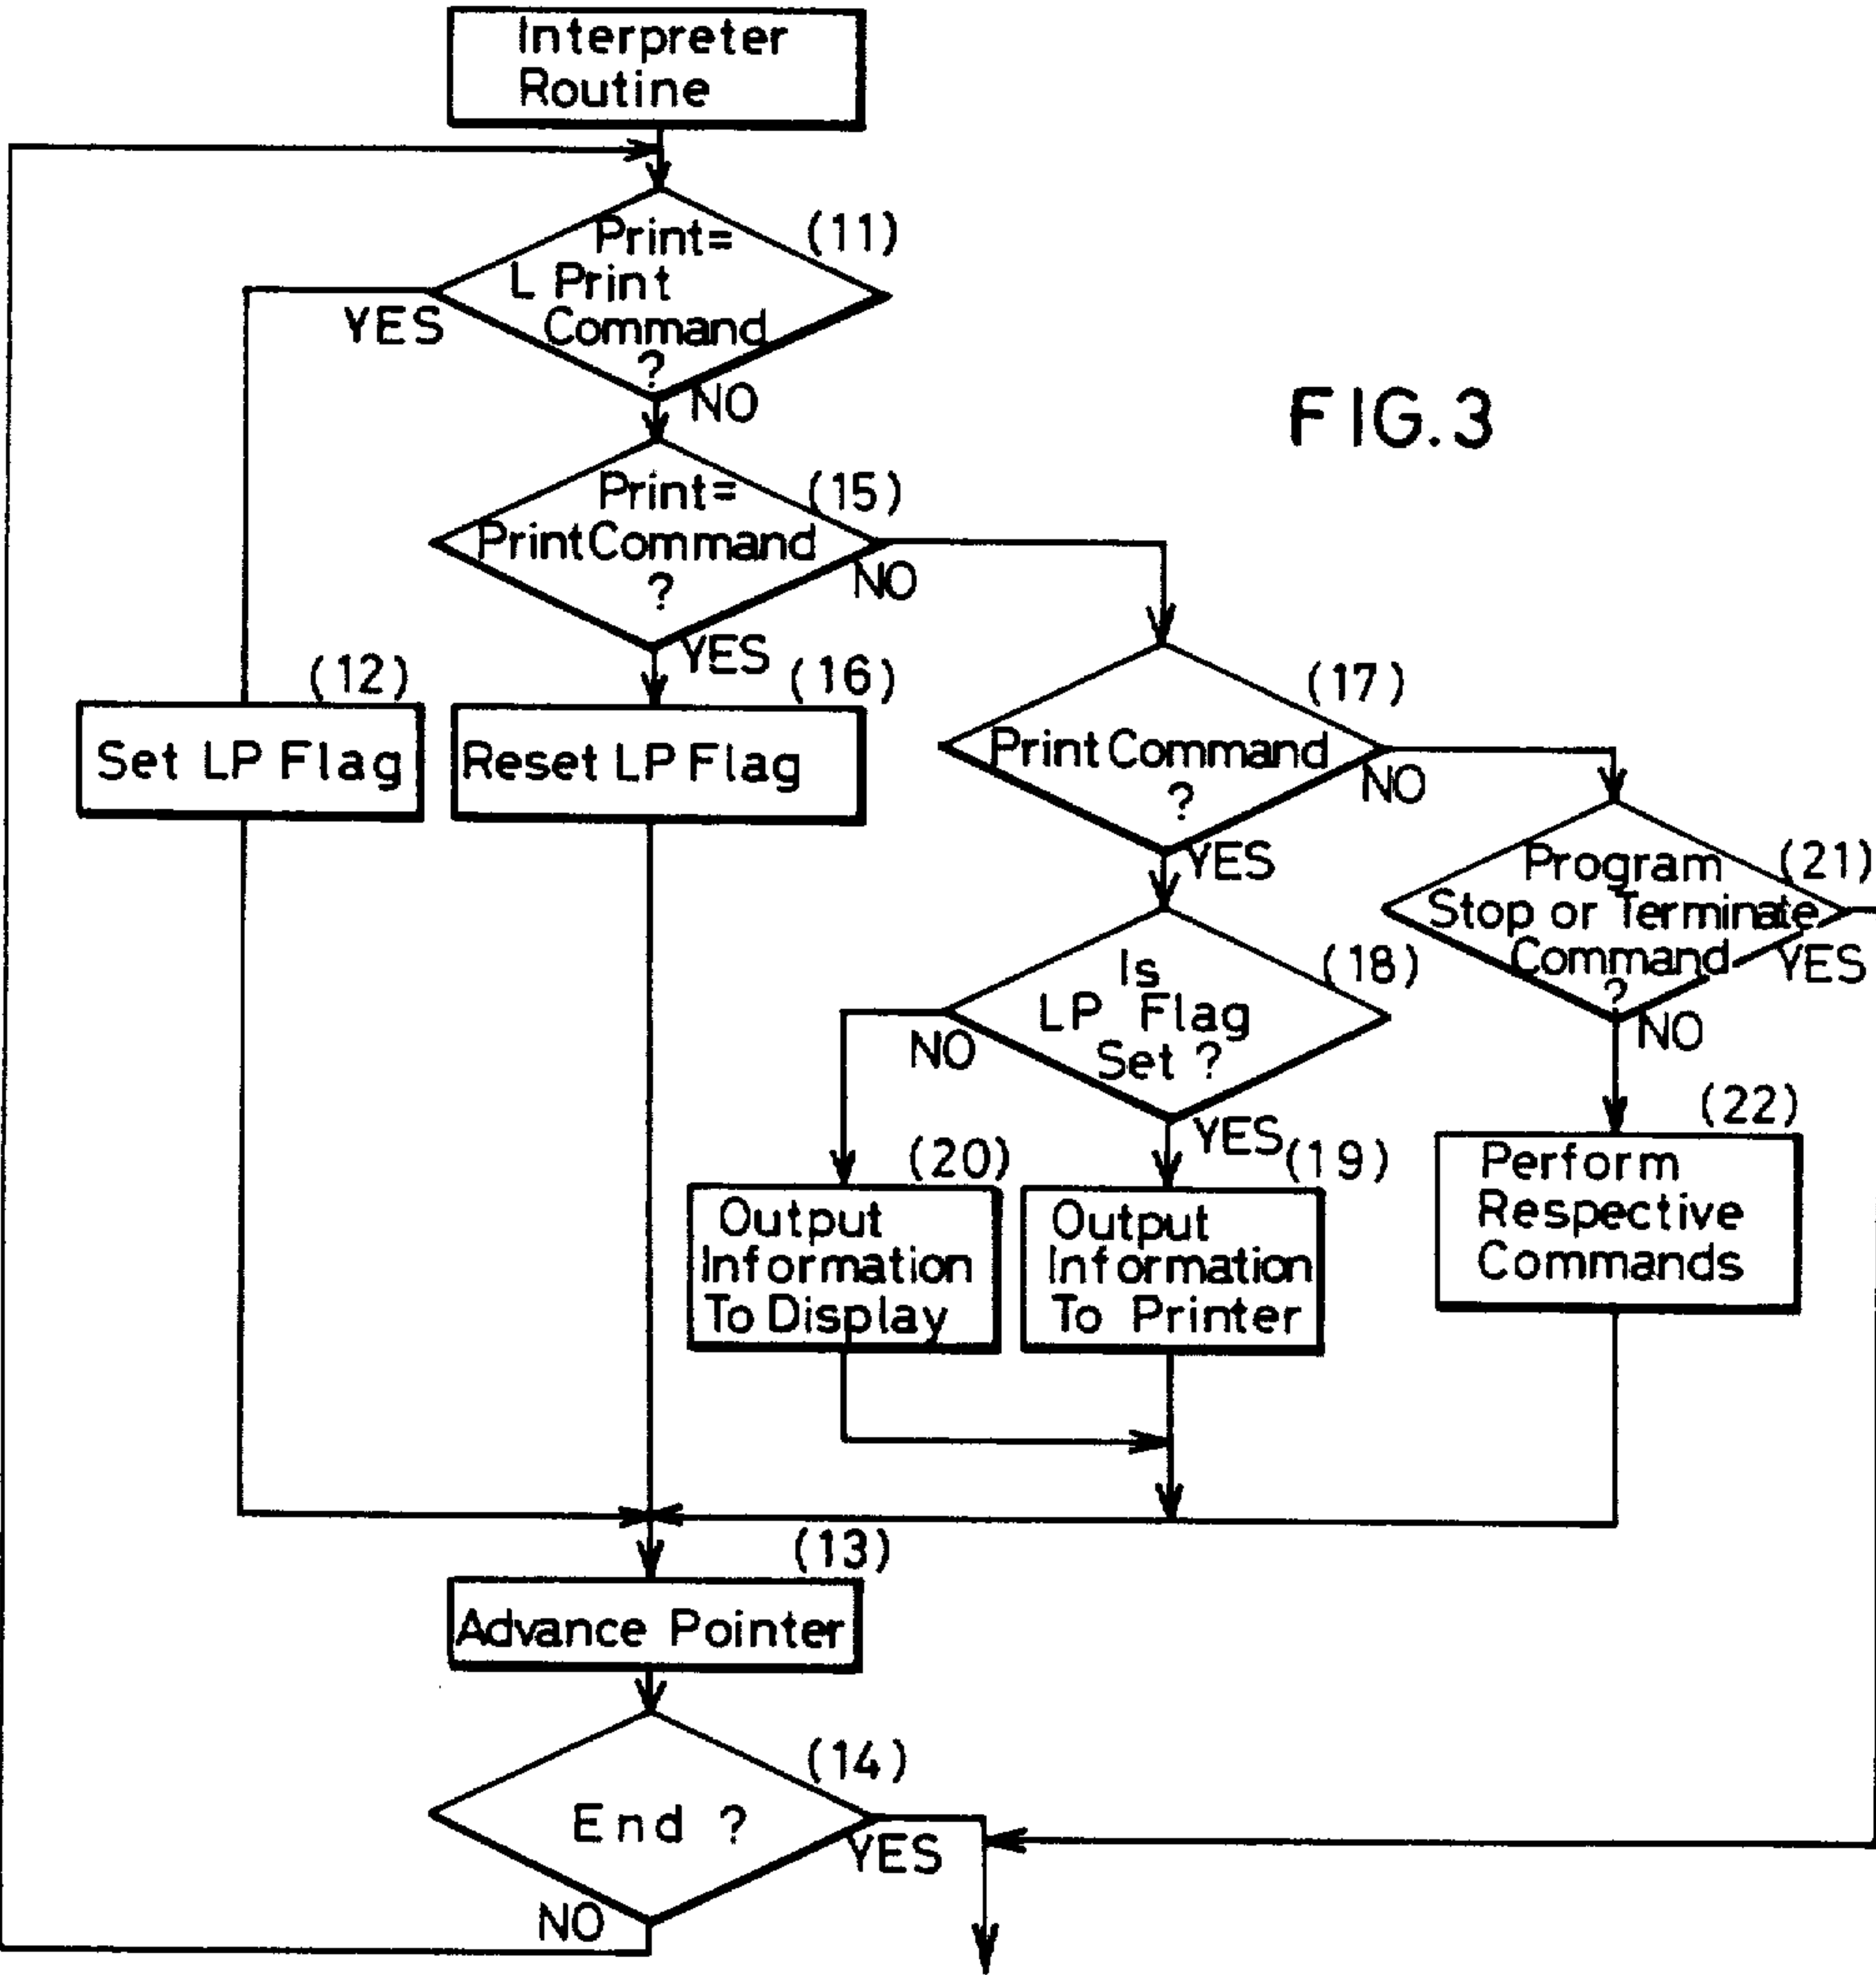 Interpreter
Routine
Print=
L Print
Command
?
(11)
YES
NO
FIG.3
Print=
Print Command
?
(15)
NO
YES
(12)
Set LP Flag
(16)
Reset LP Flag
(17)
Print Command
?
NO
YES
Program
Stop or Terminate
Command
?
(21)
YES
NO
Is
LP Flag
Set ?
(18)
NO
YES
(20)
Output
Information
To Display
(19)
Output
Information
To Printer
(22)
Perform
Respective
Commands
(13)
Advance Pointer
(14)
End ?
YES
NO